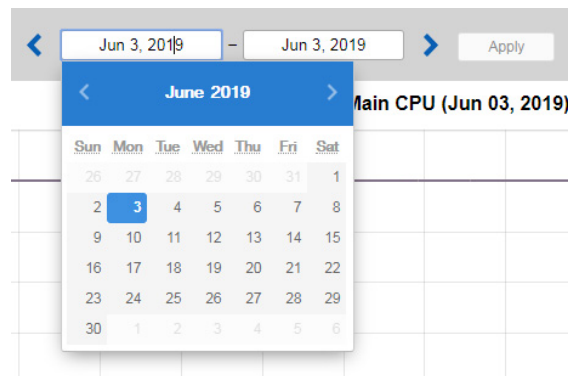 Jun 3, 2019 – Jun 3, 2019 Apply
June 2019
Main CPU (Jun 03, 2019)
Sun Mon Tue Wed Thu Fri Sat
26 27 28 29 30 31 1
2 3 4 5 6 7 8
9 10 11 12 13 14 15
16 17 18 19 20 21 22
23 24 25 26 27 28 29
30 1 2 3 4 5 6